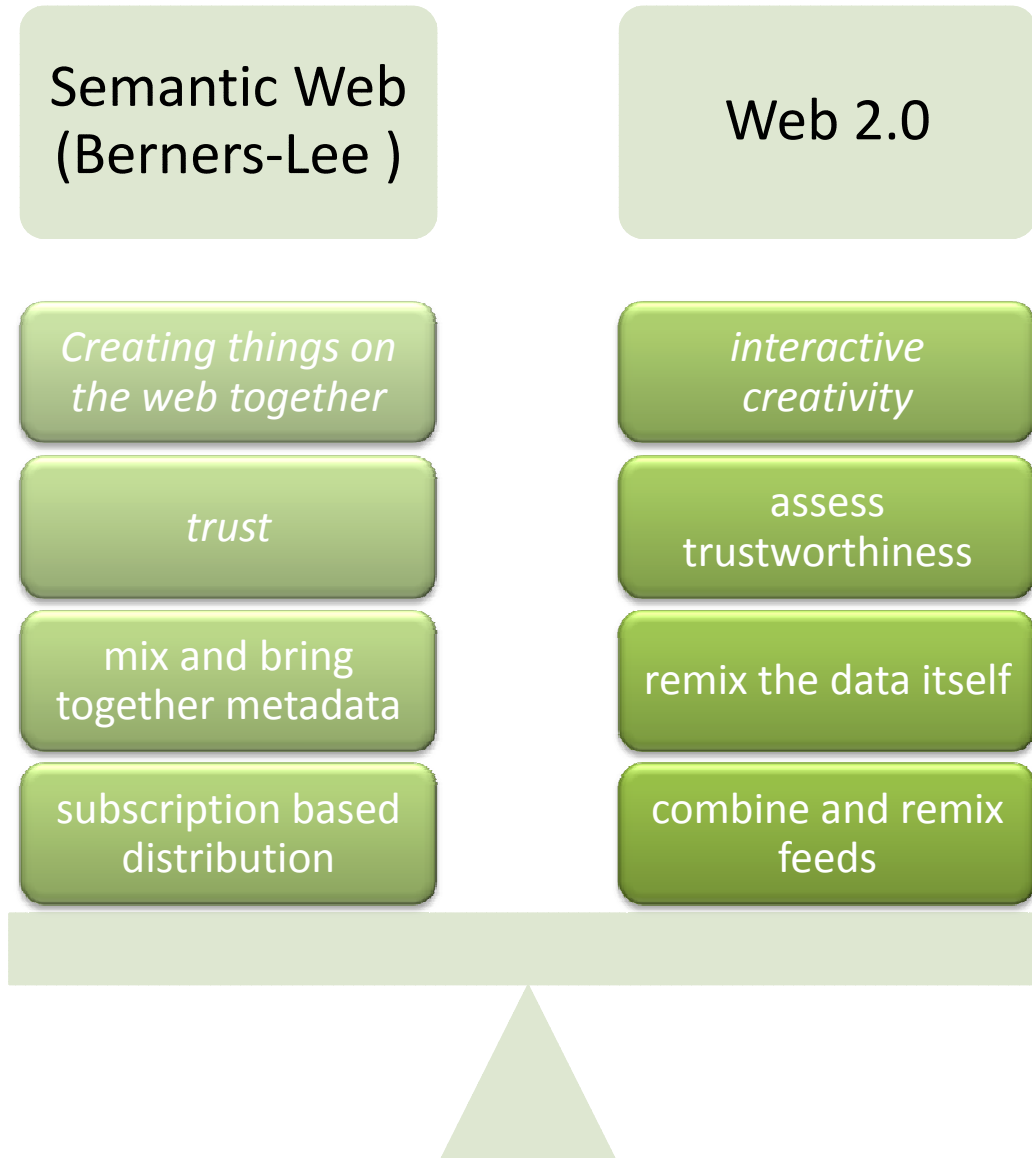 Semantic Web
(Berners-Lee )
Web 2.0
Creating things on
the web together
interactive
creativity
trust
assess
trustworthiness
mix and bring
together metadata
remix the data itself
subscription based
distribution
combine and remix
feeds